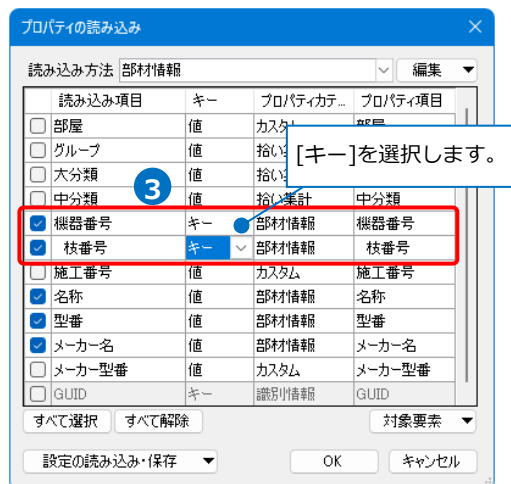 プロパティの読み込み
読み込み方法 部材情報 編集
読み込み項目 キー プロパティカテ... プロパティ項目
部屋 値
グループ 値
大分類 値
中分類 値 拾い集計 中分類
機器番号 キー 部材情報 機器番号
枝番号 キー 部材情報 枝番号
施工番号 値 カスタム 施工番号
名称 値 部材情報 名称
型番 値 部材情報 型番
メーカー名 値 部材情報 メーカー名
メーカー型番 値 カスタム メーカー型番
GUID キー 識別情報 GUID
[キー]を選択します。
3
すべて選択 すべて解除 対象要素
設定の読み込み・保存 OK キャンセル